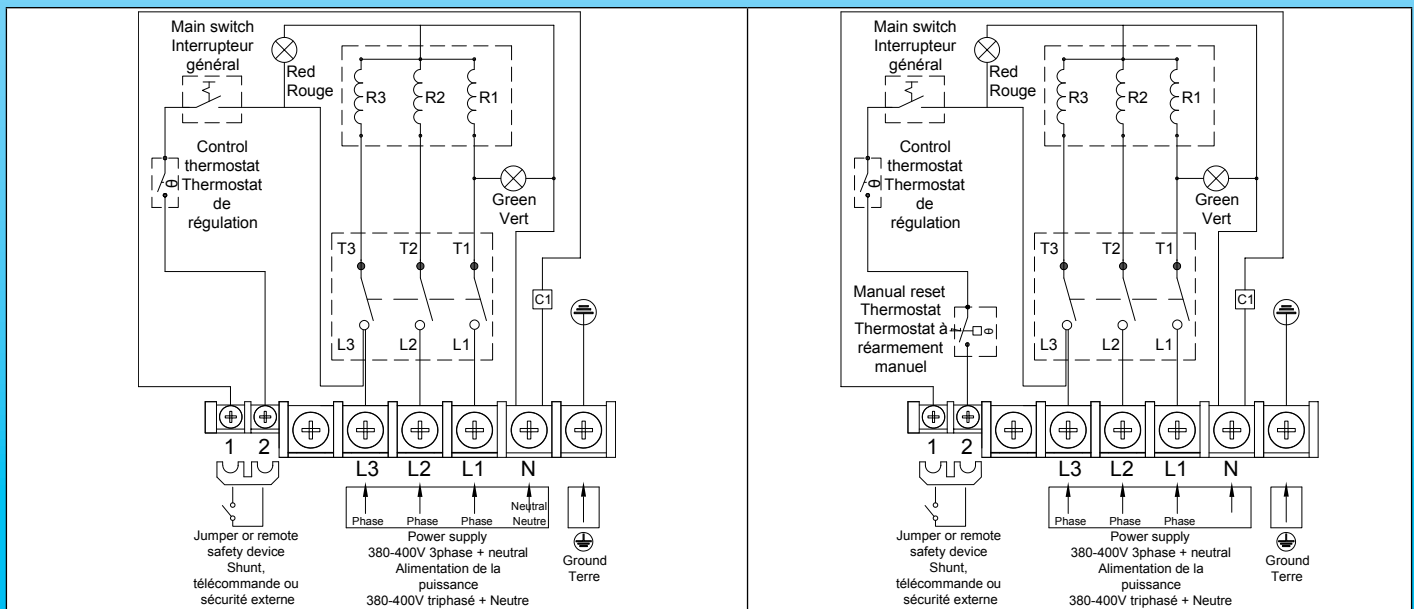 Main switch
Interrupteur
général
Red
Rouge
R3
R2
R1
Control
thermostat
Thermostat
de
régulation
θ
Green
Vert
T3
T2
T1
C1
L3
L2
L1
1
2
L3
L2
L1
N
Phase
Phase
Phase
Neutral
Neutre
Jumper or remote
safety device
Shunt,
télécommande ou
sécurité externe
Power supply
380-400V 3phase + neutral
Alimentation de la
puissance
380-400V triphasé + Neutre
Ground
Terre
Main switch
Interrupteur
général
Red
Rouge
R3
R2
R1
Control
thermostat
Thermostat
de
régulation
θ
Green
Vert
T3
T2
T1
Manual reset
Thermostat
Thermostat à
réarmement
manuel
θ
C1
L3
L2
L1
1
2
L3
L2
L1
N
Phase
Phase
Phase
Jumper or remote
safety device
Shunt,
télécommande ou
sécurité externe
Power supply
380-400V 3phase + neutral
Alimentation de la
puissance
380-400V triphasé + Neutre
Ground
Terre